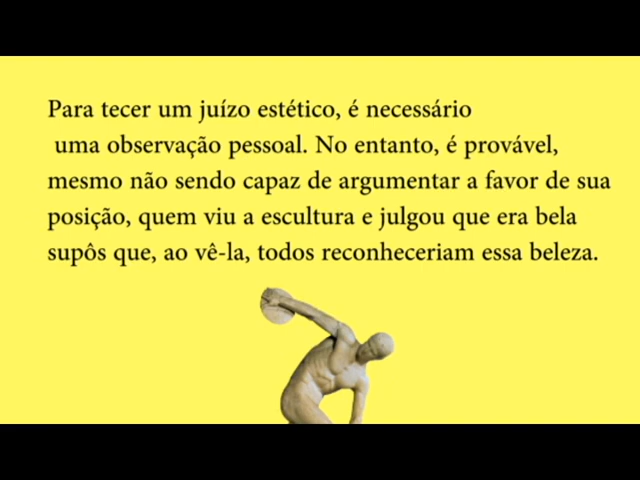 Para tecer um juízo estético, é necessário
uma observação pessoal. No entanto, é provável,
mesmo não sendo capaz de argumentar a favor de sua
posição, quem viu a escultura e julgou que era bela
supôs que, ao vê-la, todos reconheceriam essa beleza.